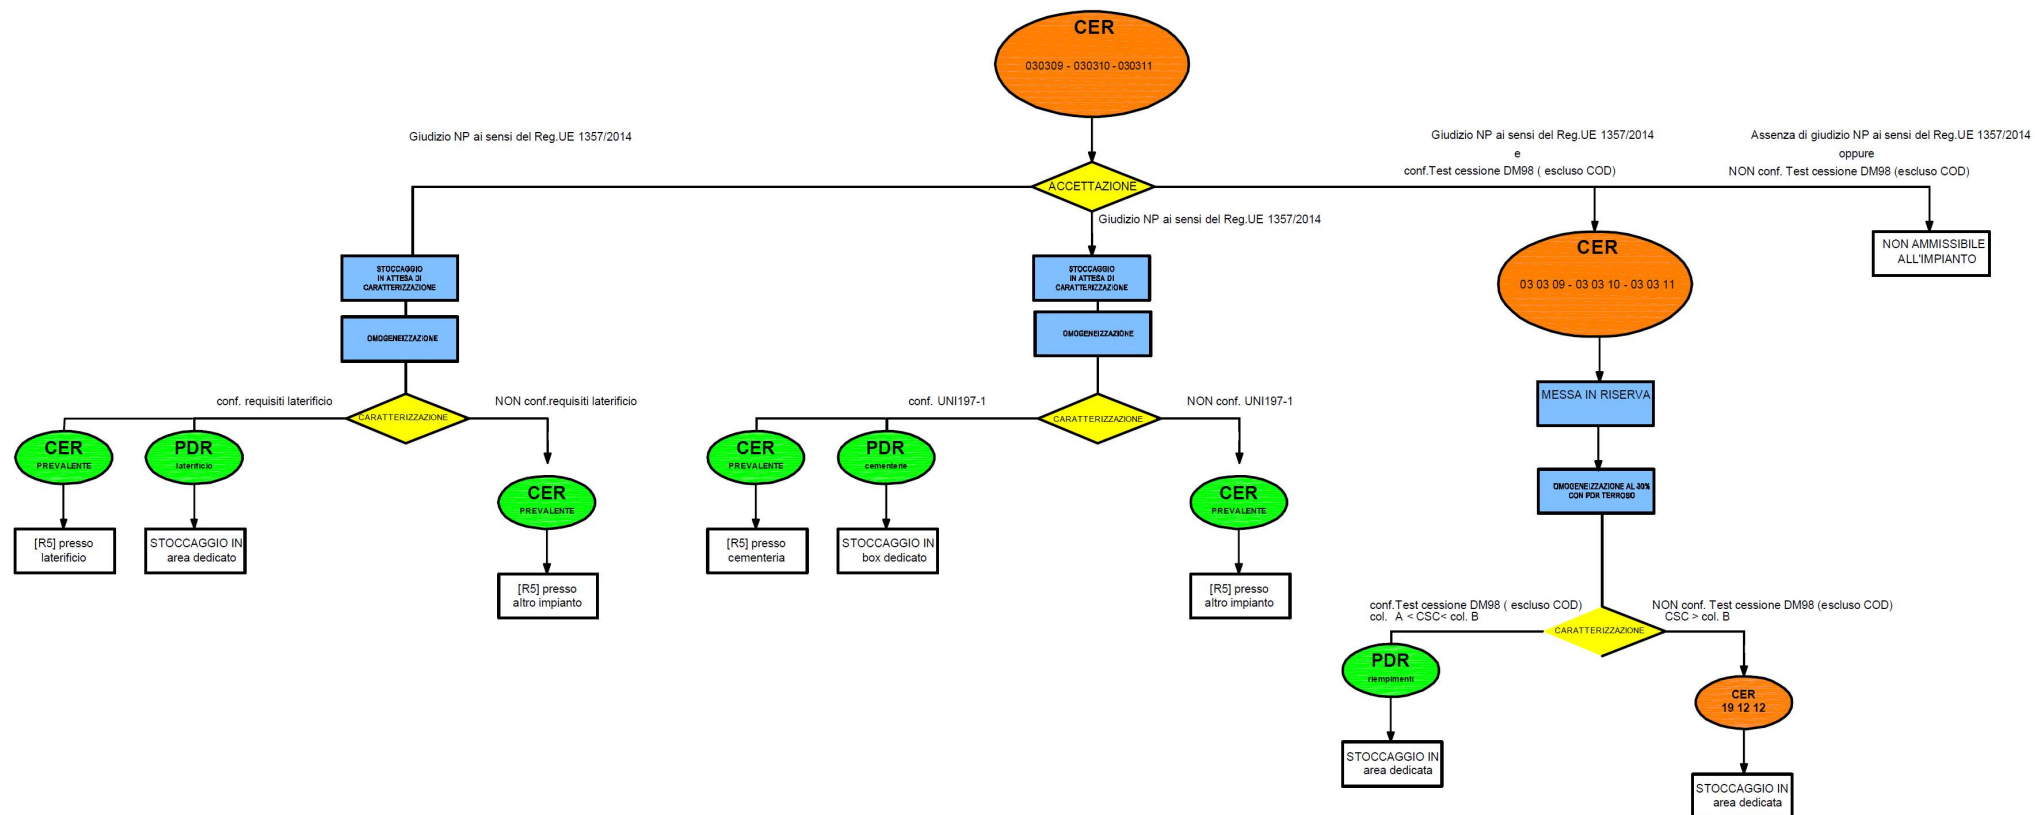 CER
030309 - 030310 - 030311
Giudizio NP ai sensi del Reg.UE 1357/2014
Giudizio NP ai sensi del Reg.UE 1357/2014
e
conf.Test cessione DM98 ( escluso COD)
Assenza di giudizio NP ai sensi del Reg.UE 1357/2014
oppure
NON conf. Test cessione DM98 (escluso COD)
ACCETTAZIONE
Giudizio NP ai sensi del Reg.UE 1357/2014
STOCCAGGIO
IN ATTESA DI
CARATTERIZZAZIONE
OMOGENEIZZAZIONE
conf. requisiti laterificio
CARATTERIZZAZIONE
NON conf.requisiti laterificio
CER
PREVALENTE
PDR
laterificio
CER
PREVALENTE
[R5] presso
laterificio
STOCCAGGIO IN
area dedicato
[R5] presso
altro impianto
STOCCAGGIO
IN ATTESA DI
CARATTERIZZAZIONE
OMOGENEIZZAZIONE
conf. UNI197-1
CARATTERIZZAZIONE
NON conf. UNI197-1
CER
PREVALENTE
PDR
cementerie
CER
PREVALENTE
[R5] presso
cementeria
STOCCAGGIO IN
box dedicato
[R5] presso
altro impianto
CER
03 03 09 - 03 03 10 - 03 03 11
NON AMMISSIBILE
ALL'IMPIANTO
MESSA IN RISERVA
OMOGENEIZZAZIONE AL 30%
CON PDR TERROSO
conf.Test cessione DM98 ( escluso COD)
col. A < CSC< col. B
NON conf. Test cessione DM98 (escluso COD)
CSC > col. B
CARATTERIZZAZIONE
PDR
riempimenti
CER
19 12 12
STOCCAGGIO IN
area dedicata
STOCCAGGIO IN
area dedicata